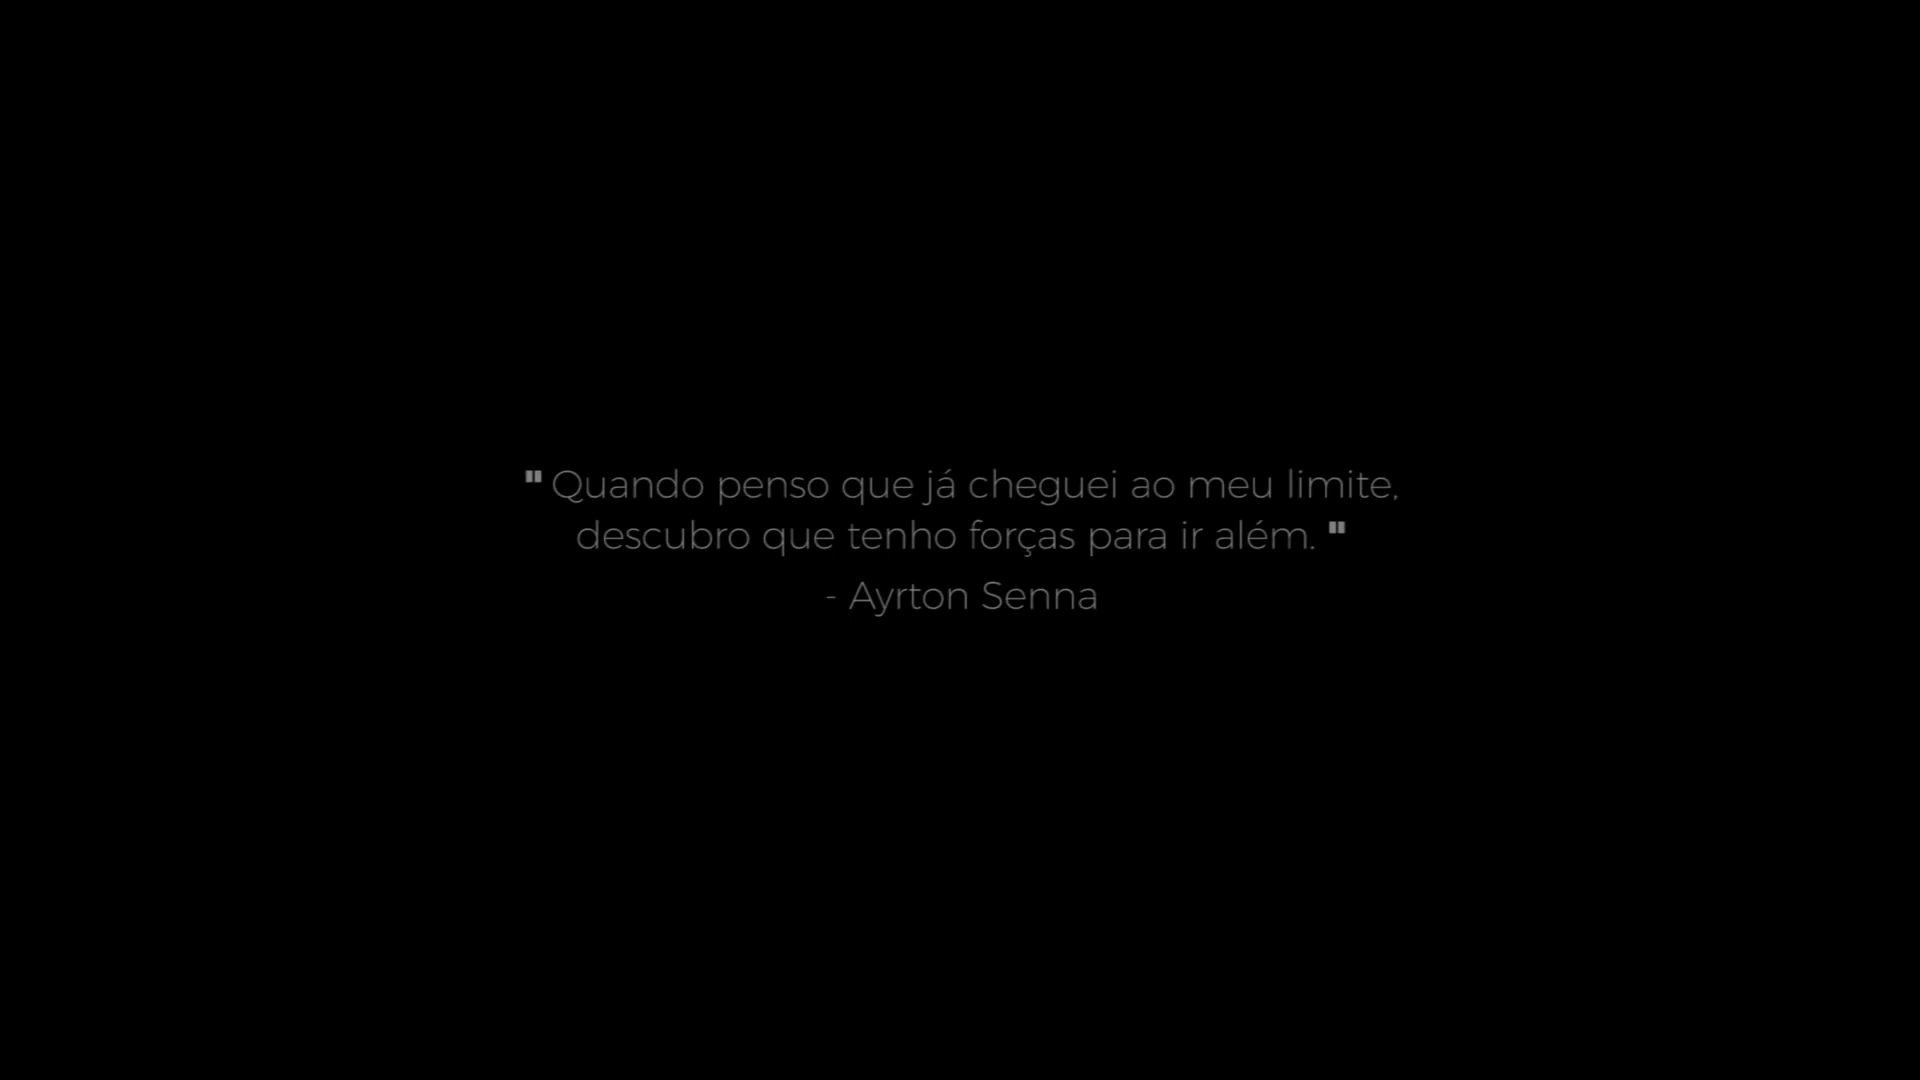 " Quando penso que já cheguei ao meu limite,
descubro que tenho forças para ir além. "
- Ayrton Senna